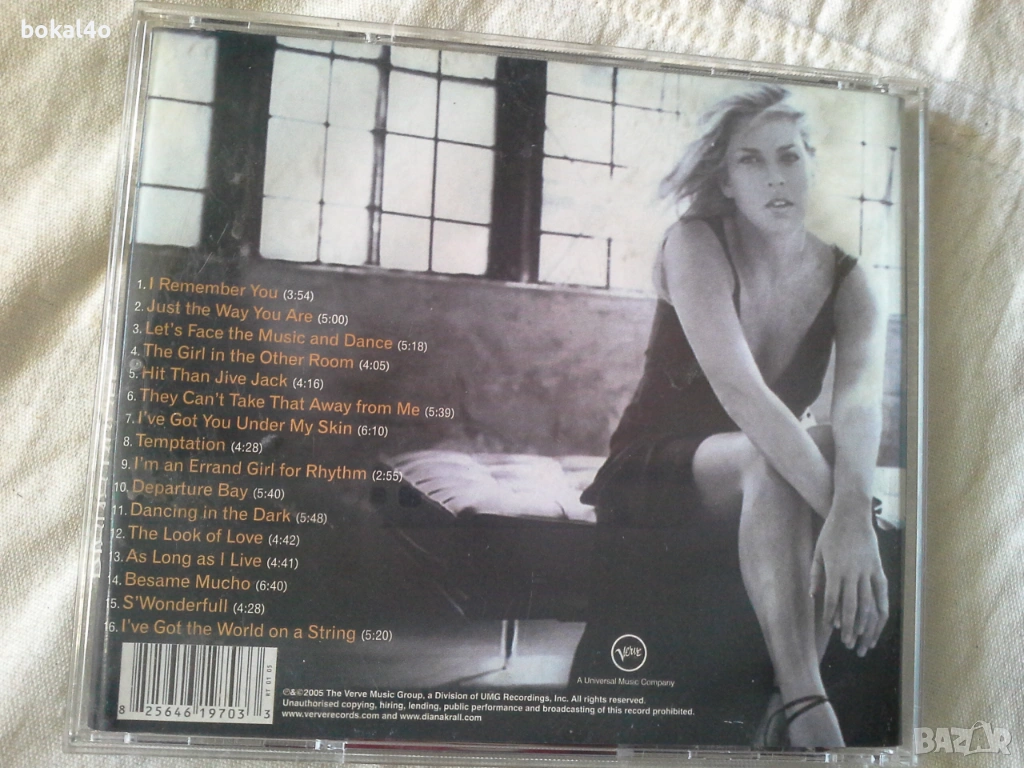 bokal4o
1. I Remember You (3:54)
2. Just the Way You Are (5:00)
3. Let's Face the Music and Dance (5:18)
4. The Girl in the Other Room (4:05)
5. Hit Than Jive Jack (4:16)
6. They Can't Take That Away from Me (5:39)
7. I've Got You Under My Skin (6:10)
8. Temptation (4:28)
9. I'm an Errand Girl for Rhythm (2:55)
10. Departure Bay (5:40)
11. Dancing in the Dark (5:48)
12. The Look of Love (4:42)
13. As Long as I Live (4:41)
14. Besame Mucho (6:40)
15. S'Wonderfull (4:28)
16. I've Got the World on a String (5:20)
8 25646 19703 3
RT 01 05
Verve
A Universal Music Company
℗&©2005 The Verve Music Group, a Division of UMG Recordings, Inc. All rights reserved.
Unauthorised copying, hiring, lending, public performance and broadcasting of this record prohibited.
www.ververecords.com and www.dianakrall.com
BAZAR